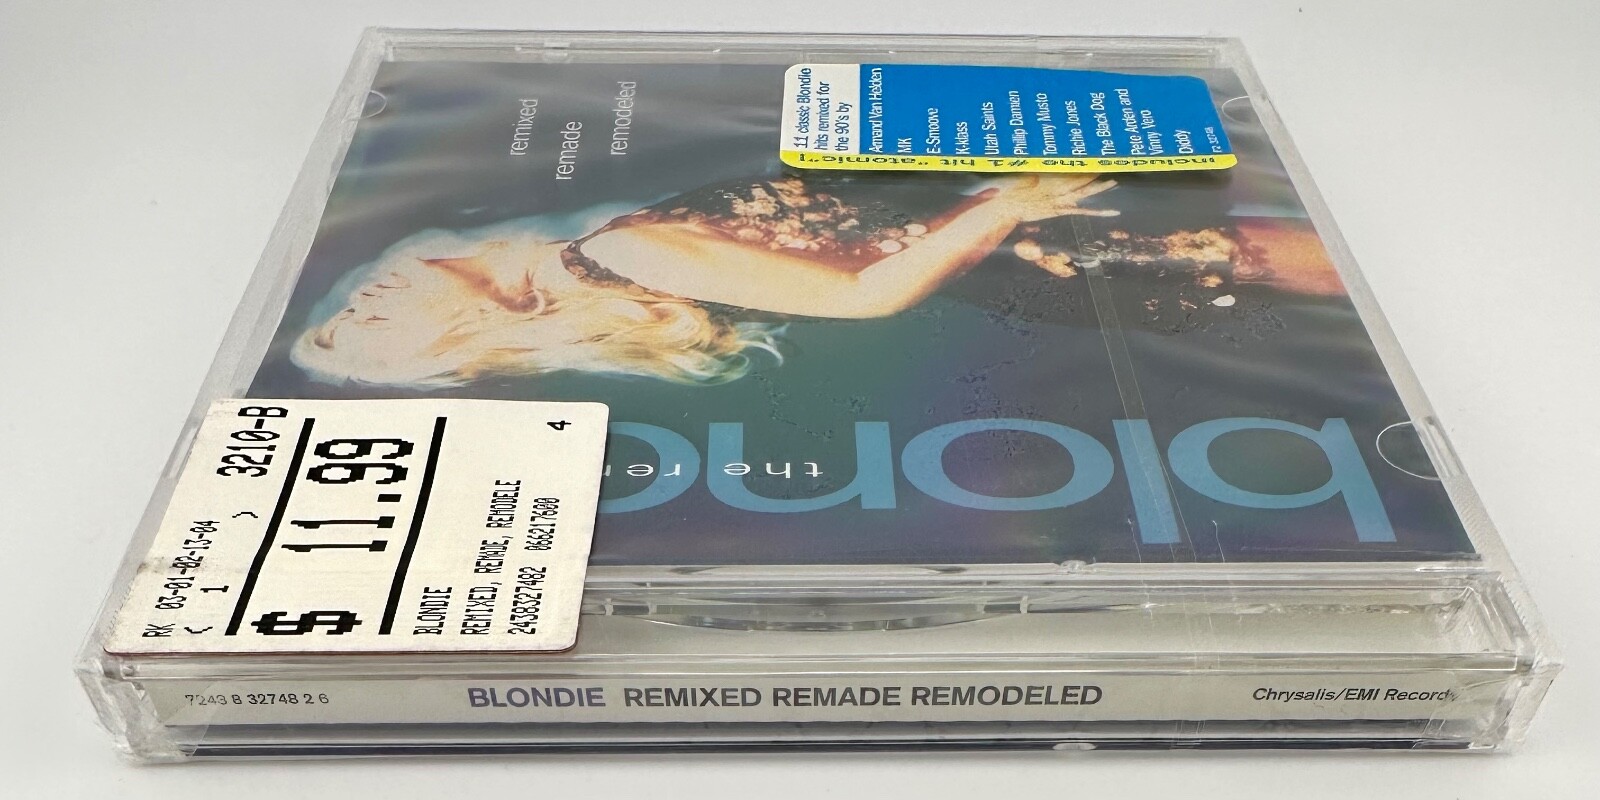 remixed
remade
remodeled
11 classic Blondie
hits remixed for
the 90's by
Armand Van Helden
MK
E-Smoove
K-klass
Utah Saints
Phillip Damien
Tommy Musto
Richie Jones
The Black Dog
Pete Arden and
Vinny Vero
Diddy
F2 32748
includes the #1 hit "atomic"!
blond
the re
3210-B
RK 03-01-02-13-04
< 1 >
$ 11.99
4
BLONDIE
REMIXED, REMADE, REMODELE
2438327482 066217600
7243 8 32748 2 6
BLONDIE REMIXED REMADE REMODELED
Chrysalis/EMI Records